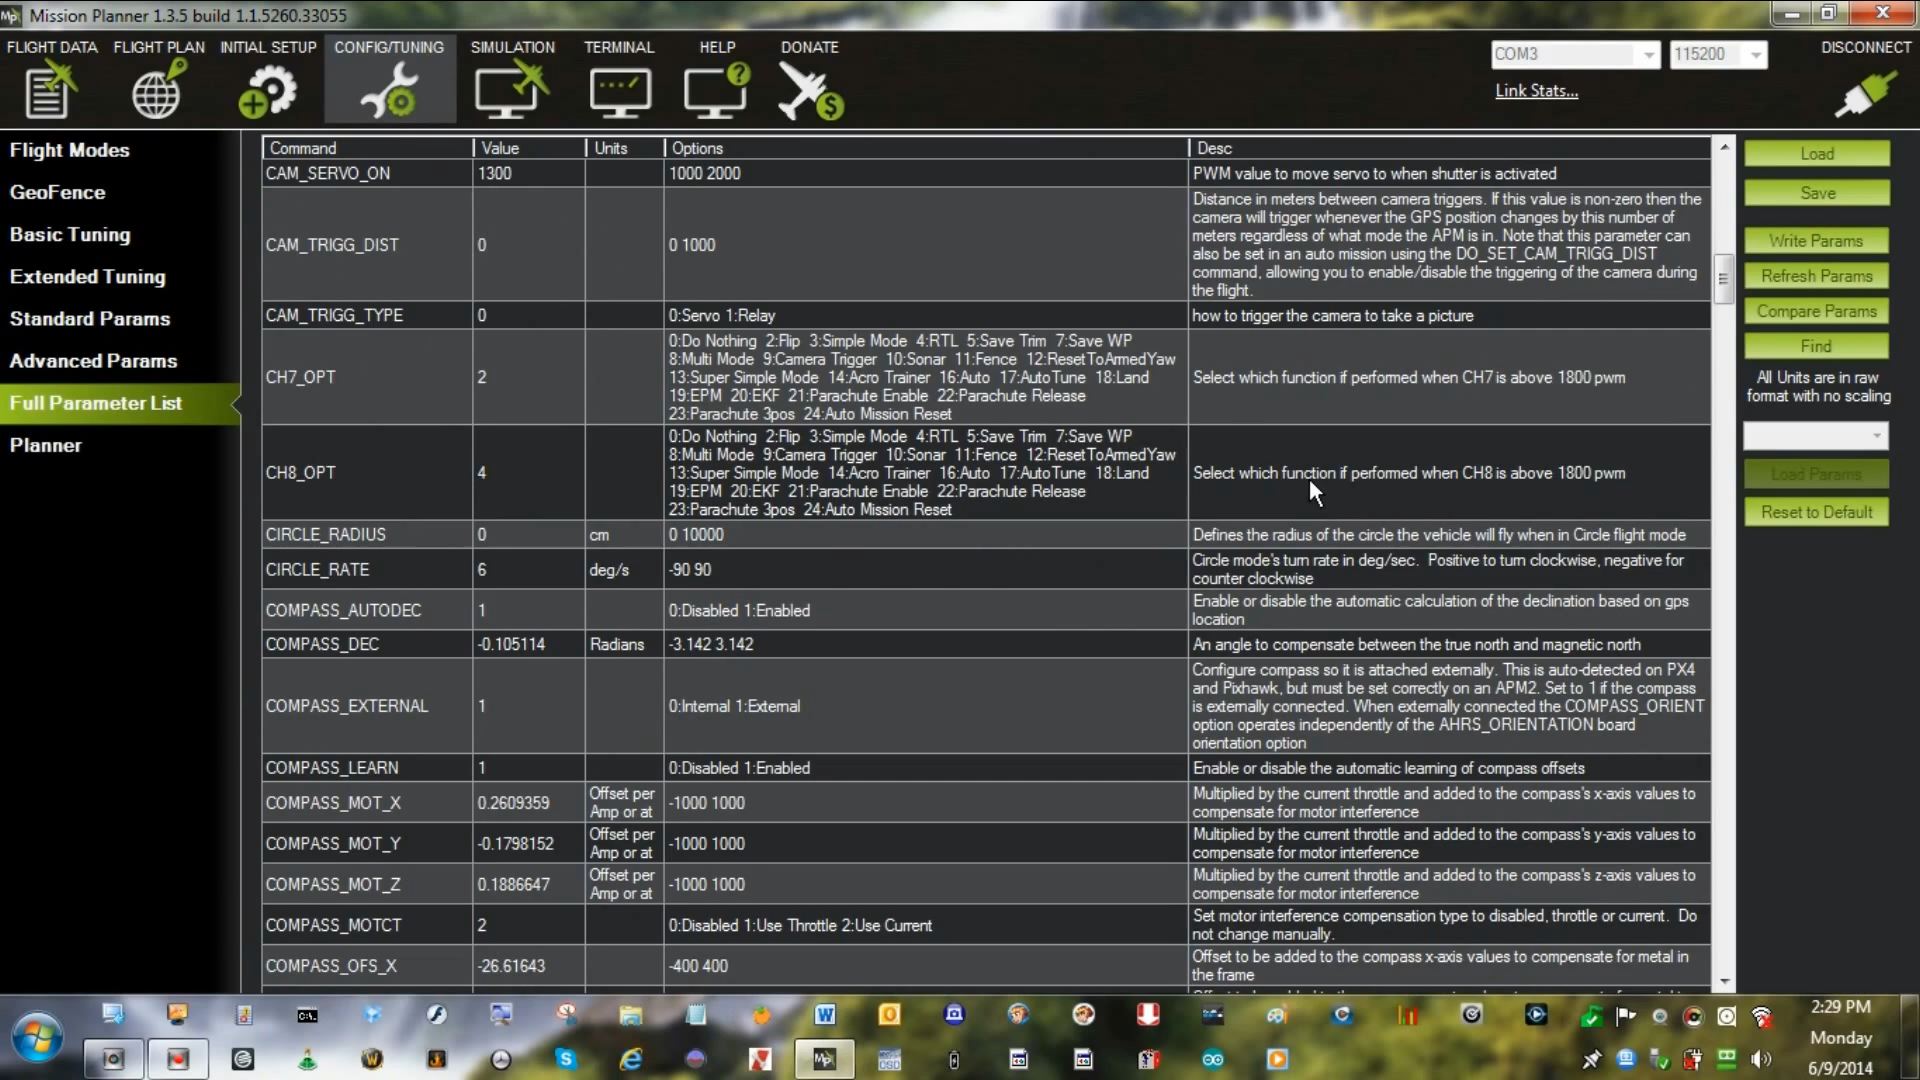 Mission Planner 1.3.5 build 1.1.5260.33055
FLIGHT DATA FLIGHT PLAN INITIAL SETUP CONFIG/TUNING SIMULATION TERMINAL HELP DONATE
COM3 115200 DISCONNECT
Link Stats...
Flight Modes
GeoFence
Basic Tuning
Extended Tuning
Standard Params
Advanced Params
Full Parameter List
Planner
Command Value Units Options Desc
CAM_SERVO_ON 1300 1000 2000 PWM value to move servo to when shutter is activated
CAM_TRIGG_DIST 0 0 1000
Distance in meters between camera triggers. If this value is non-zero then the
camera will trigger whenever the GPS position changes by this number of
meters regardless of what mode the APM is in. Note that this parameter can
also be set in an auto mission using the DO_SET_CAM_TRIGG_DIST
command, allowing you to enable/disable the triggering of the camera during
the flight.
CAM_TRIGG_TYPE 0 0:Servo 1:Relay how to trigger the camera to take a picture
CH7_OPT 2
0:Do Nothing 2:Flip 3:Simple Mode 4:RTL 5:Save Trim 7:Save WP
8:Multi Mode 9:Camera Trigger 10:Sonar 11:Fence 12:ResetToArmedYaw
13:Super Simple Mode 14:Acro Trainer 16:Auto 17:AutoTune 18:Land
19:EPM 20:EKF 21:Parachute Enable 22:Parachute Release
23:Parachute 3pos 24:Auto Mission Reset
Select which function if performed when CH7 is above 1800 pwm
CH8_OPT 4
0:Do Nothing 2:Flip 3:Simple Mode 4:RTL 5:Save Trim 7:Save WP
8:Multi Mode 9:Camera Trigger 10:Sonar 11:Fence 12:ResetToArmedYaw
13:Super Simple Mode 14:Acro Trainer 16:Auto 17:AutoTune 18:Land
19:EPM 20:EKF 21:Parachute Enable 22:Parachute Release
23:Parachute 3pos 24:Auto Mission Reset
Select which function if performed when CH8 is above 1800 pwm
CIRCLE_RADIUS 0 cm 0 10000 Defines the radius of the circle the vehicle will fly when in Circle flight mode
CIRCLE_RATE 6 deg/s -90 90
Circle mode's turn rate in deg/sec. Positive to turn clockwise, negative for
counter clockwise
COMPASS_AUTODEC 1 0:Disabled 1:Enabled
Enable or disable the automatic calculation of the declination based on gps
location
COMPASS_DEC -0.105114 Radians -3.142 3.142 An angle to compensate between the true north and magnetic north
COMPASS_EXTERNAL 1 0:Internal 1:External
Configure compass so it is attached externally. This is auto-detected on PX4
and Pixhawk, but must be set correctly on an APM2. Set to 1 if the compass
is externally connected. When externally connected the COMPASS_ORIENT
option operates independently of the AHRS_ORIENTATION board
orientation option
COMPASS_LEARN 1 0:Disabled 1:Enabled Enable or disable the automatic learning of compass offsets
COMPASS_MOT_X 0.2609359 Offset per
Amp or at -1000 1000
Multiplied by the current throttle and added to the compass's x-axis values to
compensate for motor interference
COMPASS_MOT_Y -0.1798152 Offset per
Amp or at -1000 1000
Multiplied by the current throttle and added to the compass's y-axis values to
compensate for motor interference
COMPASS_MOT_Z 0.1886647 Offset per
Amp or at -1000 1000
Multiplied by the current throttle and added to the compass's z-axis values to
compensate for motor interference
COMPASS_MOTCT 2 0:Disabled 1:Use Throttle 2:Use Current
Set motor interference compensation type to disabled, throttle or current. Do
not change manually.
COMPASS_OFS_X -26.61643 -400 400
Offset to be added to the compass x-axis values to compensate for metal in
the frame
Load
Save
Write Params
Refresh Params
Compare Params
Find
All Units are in raw
format with no scaling
Load Params
Reset to Default
2:29 PM
Monday
6/9/2014